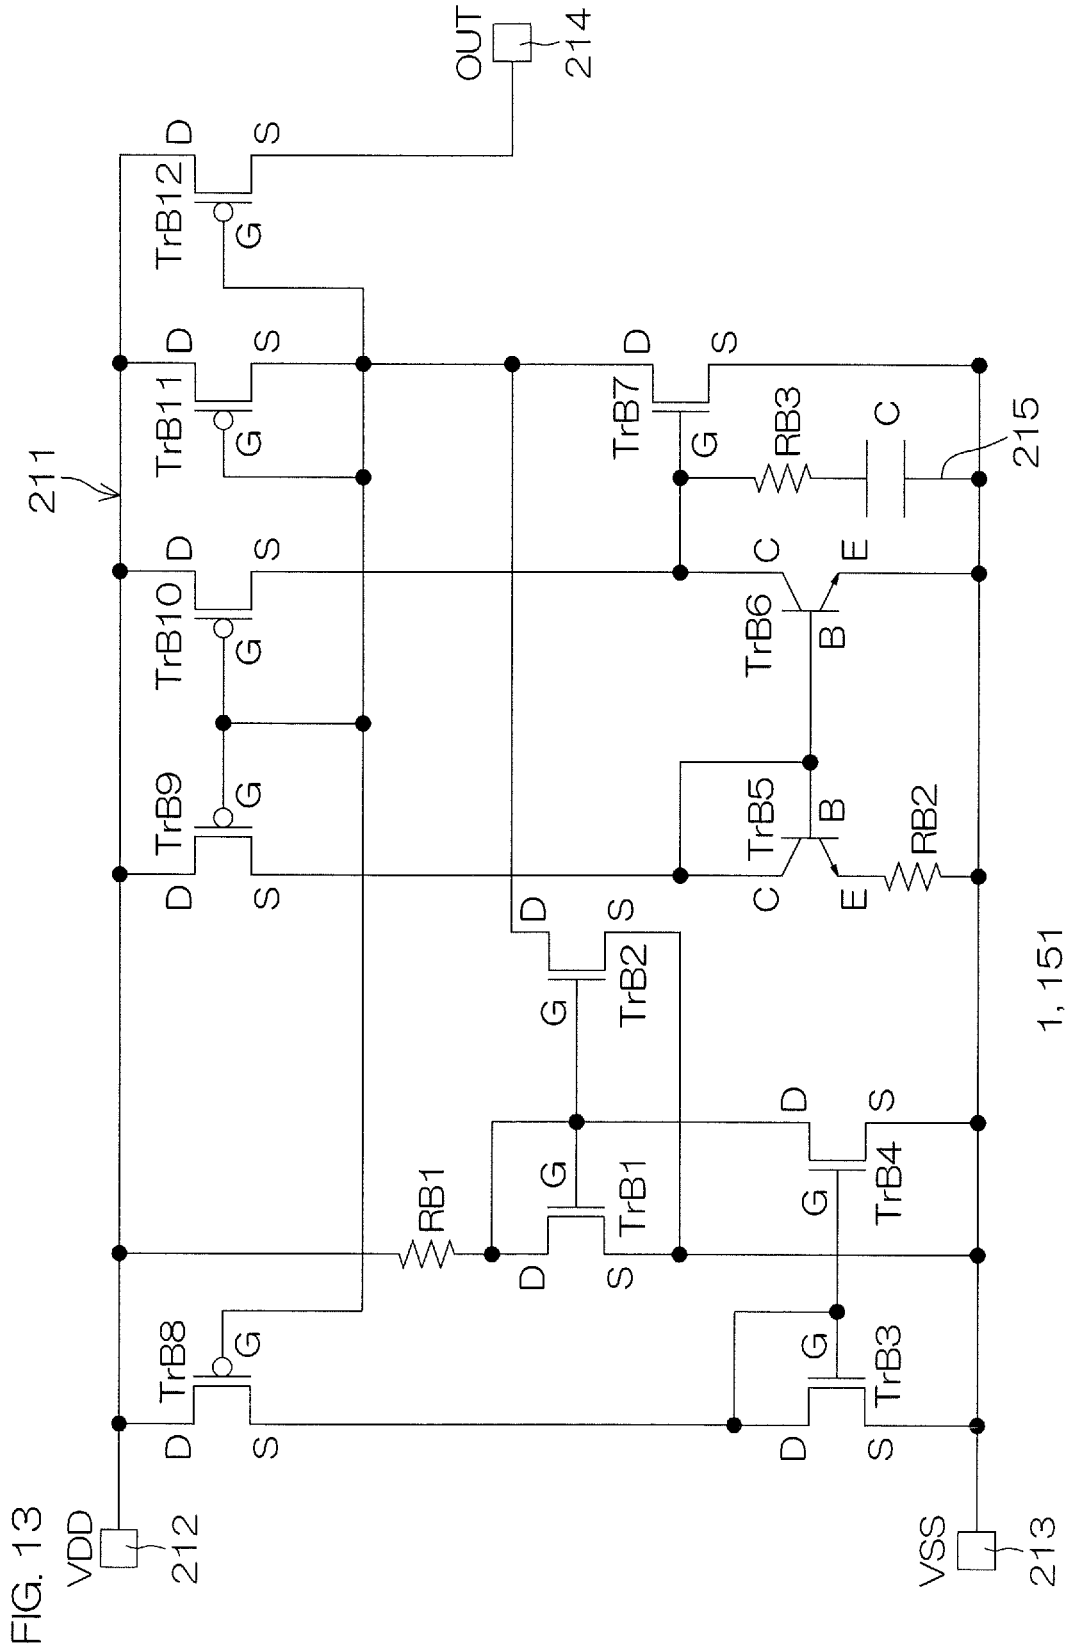 FIG. 13
211
VDD
212
TrB8
D
G
S
TrB9
D
G
S
TrB10
D
G
S
TrB11
D
G
S
TrB12
D
G
S
OUT
214
RB1
D
G
S
TrB1
D
G
S
TrB2
D
G
S
TrB7
TrB5
C
B
E
TrB6
C
B
E
RB2
RB3
C
215
D
G
S
TrB3
D
G
S
TrB4
VSS
213
1, 151